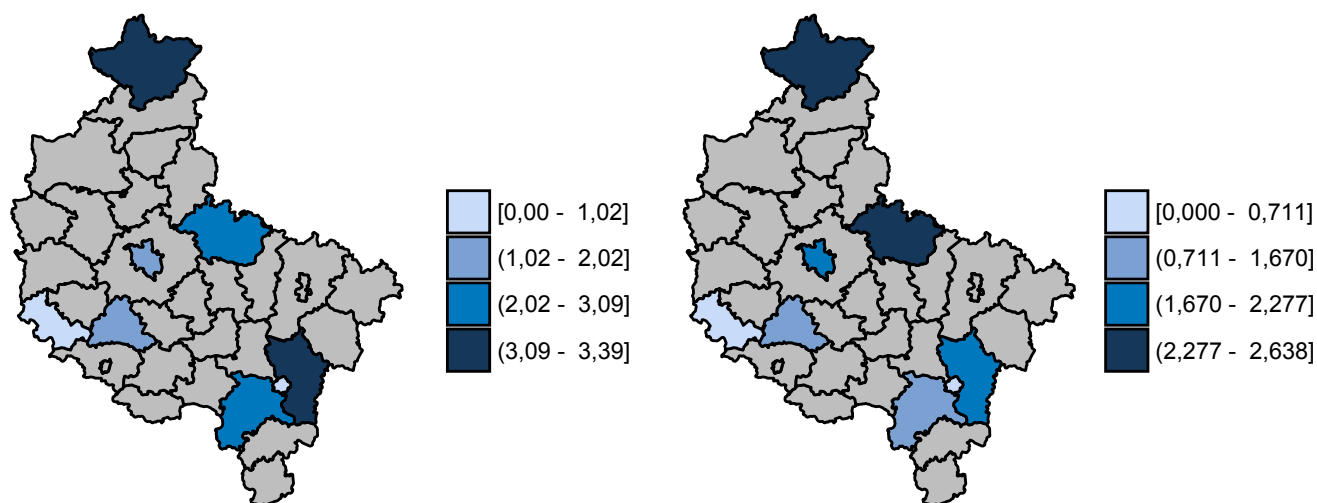 [0,00 - 1,02]
(1,02 - 2,02]
(2,02 - 3,09]
(3,09 - 3,39]
[0,000 - 0,711]
(0,711 - 1,670]
(1,670 - 2,277]
(2,277 - 2,638]